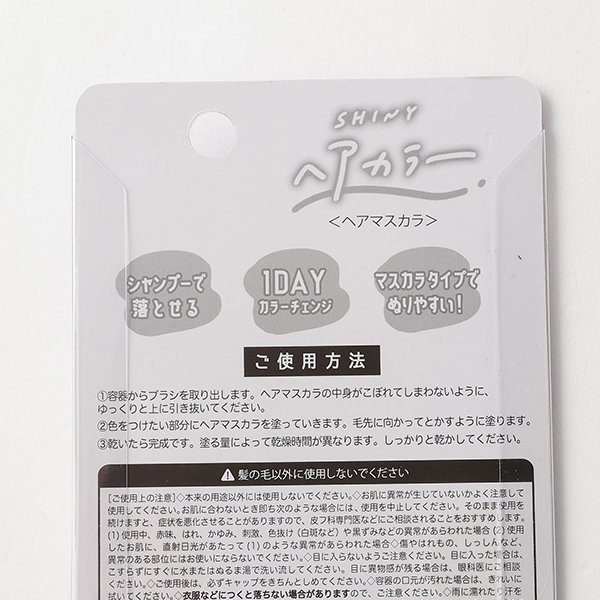 SHINY
ヘアカラー
＜ヘアマスカラ＞
シャンプーで
落とせる
1DAY
カラーチェンジ
マスカラタイプで
ぬりやすい!
ご使用方法
①容器からブラシを取り出します。ヘアマスカラの中身がこぼれてしまわないように、
ゆっくりと上に引き抜いてください。
②色をつけたい部分にヘアマスカラを塗っていきます。毛先に向かってとかすように塗ります。
③乾いたら完成です。塗る量によって乾燥時間が異なります。しっかりと乾かしてください。
髪の毛以外に使用しないでください
［ご使用上の注意］◇本来の用途以外には使用しないでください。◇お肌に異常が生じていないかよく注意して
使用してください。お肌に合わないとき即ち次のような場合には、使用を中止してください。そのまま使用を
続けますと、症状を悪化させることがありますので、皮フ科専門医などにご相談されることをおすすめします。
(1)使用中、赤味、はれ、かゆみ、刺激、色抜け(白斑など)や黒ずみなどの異常があらわれた場合(2)使用
したお肌に、直射日光があたって(1)のような異常があらわれた場合◇傷やはれもの、しっしんなど、
異常のある部位にはお使いにならないでください。◇目に入らないようご注意ください。目に入った場合は、
こすらずにすぐに水またはぬるま湯で洗い流してください。目に異物感が残る場合は、眼科医にご相談
ください。◇ご使用後は、必ずキャップをきちんとしめてください。◇容器の口元が汚れた場合は、きれいに
拭いてください。◇衣服などにつくと落ちない場合がありますので、ご注意ください。◇雨に濡れたり汗を